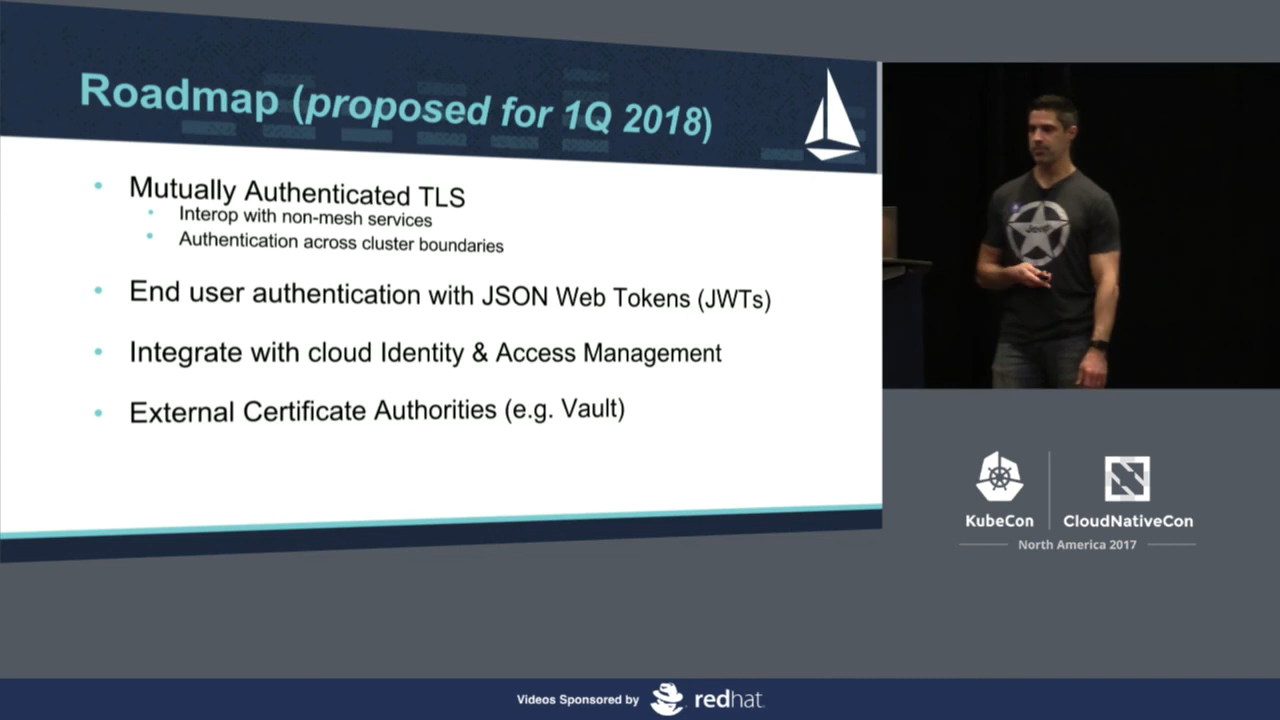 Roadmap (proposed for 1Q 2018)
• Mutually Authenticated TLS
• Interop with non-mesh services
• Authentication across cluster boundaries
• End user authentication with JSON Web Tokens (JWTs)
• Integrate with cloud Identity & Access Management
• External Certificate Authorities (e.g. Vault)
Jeep
KubeCon
CloudNativeCon
North America 2017
Videos Sponsored by redhat